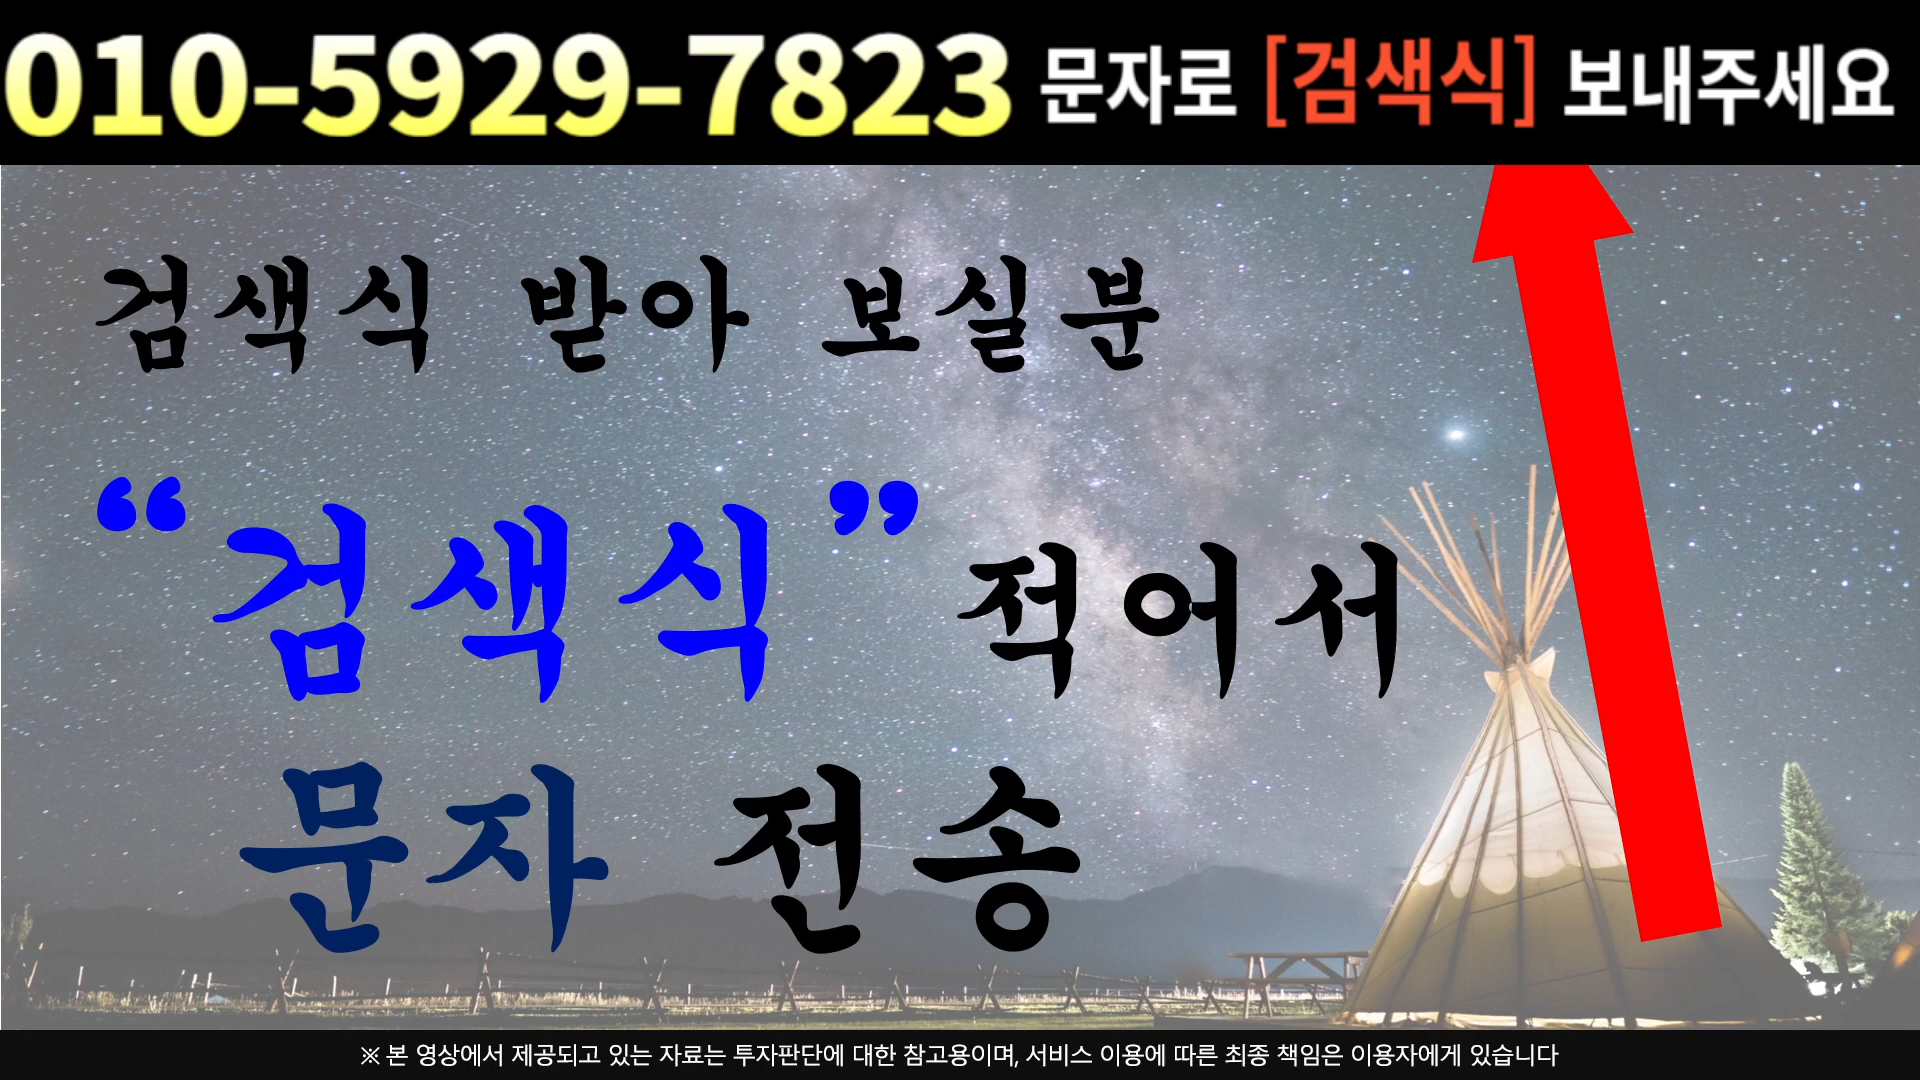 010-5929-7823 문자로 [검색식] 보내주세요
검색식 받아 보실분
“검색식” 적어서
문자 전송
※ 본 영상에서 제공되고 있는 자료는 투자판단에 대한 참고용이며, 서비스 이용에 따른 최종 책임은 이용자에게 있습니다